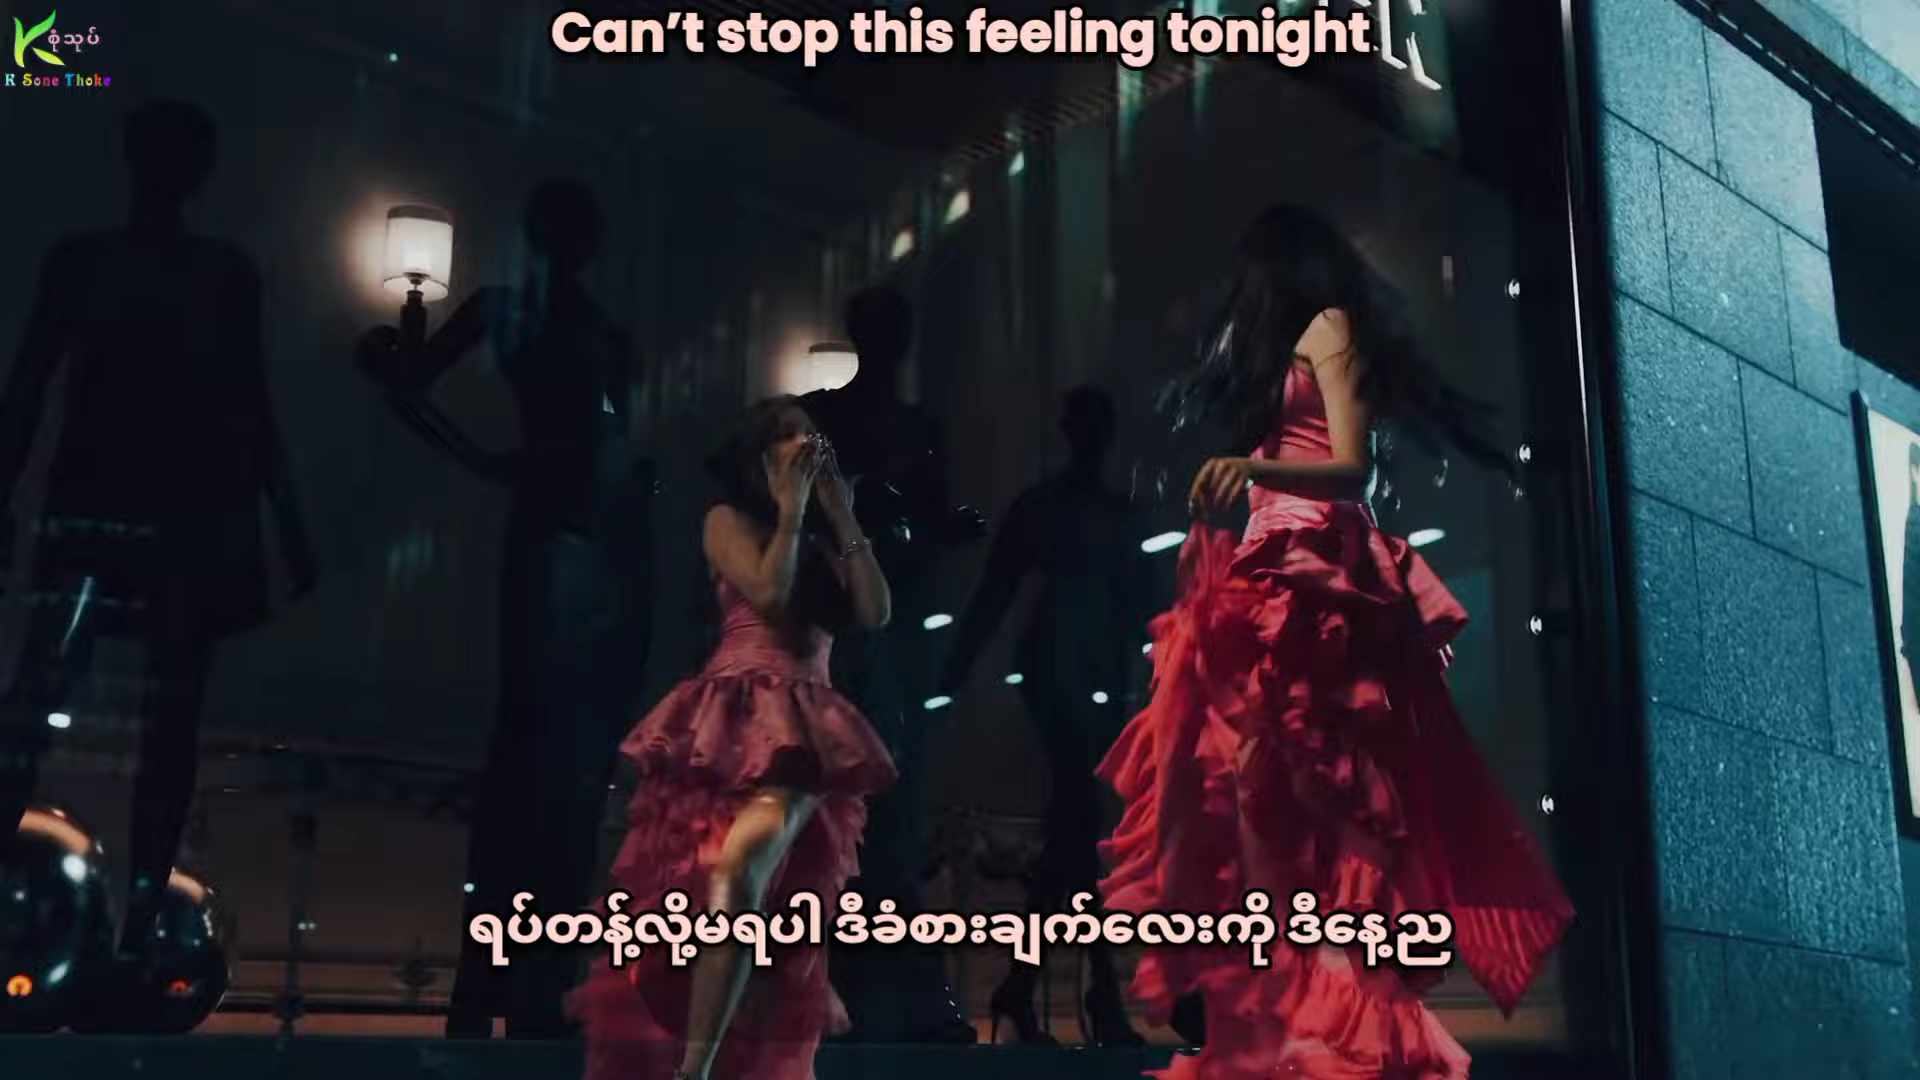 Can't stop this feeling tonight
စုံသုပ်
K Sone Thoke
ရပ်တန့်လို့မရပါ ဒီခံစားချက်လေးကို ဒီနေ့ည